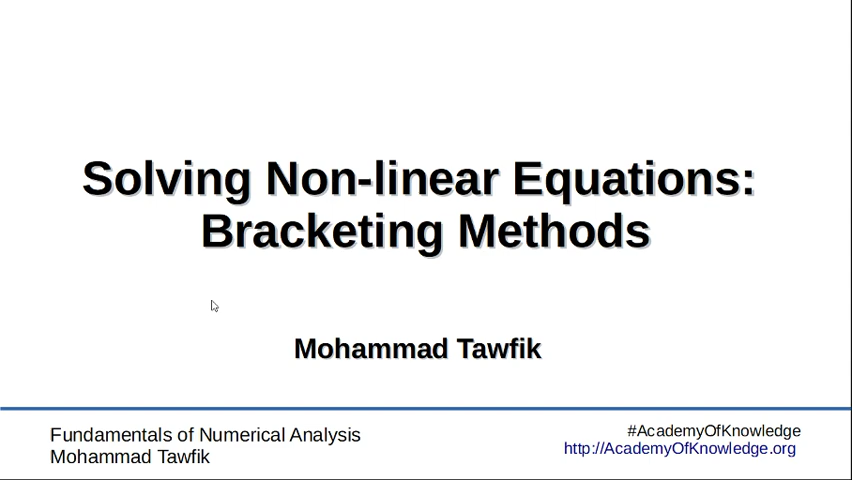 Solving Non-linear Equations:
Bracketing Methods
Mohammad Tawfik
Fundamentals of Numerical Analysis
Mohammad Tawfik
#AcademyOfKnowledge
http://AcademyOfKnowledge.org